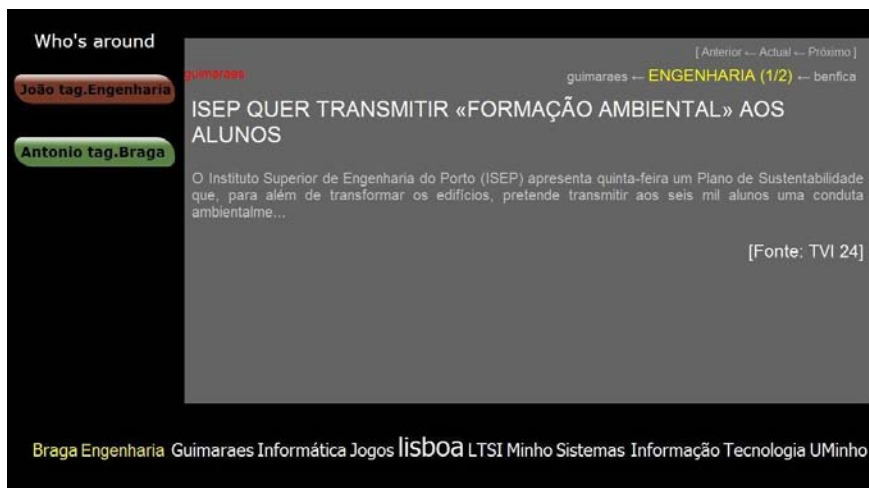 Who's around
João tag.Engenharia
Antonio tag.Braga
[ Anterior ← Actual ← Próximo ]
guimaraes
guimaraes ← ENGENHARIA (1/2) ← benfica
ISEP QUER TRANSMITIR «FORMAÇÃO AMBIENTAL» AOS
ALUNOS
O Instituto Superior de Engenharia do Porto (ISEP) apresenta quinta-feira um Plano de Sustentabilidade
que, para além de transformar os edifícios, pretende transmitir aos seis mil alunos uma conduta
ambientalme...
[Fonte: TVI 24]
Braga Engenharia Guimaraes Informática Jogos lisboa LTSI Minho Sistemas Informação Tecnologia UMinho